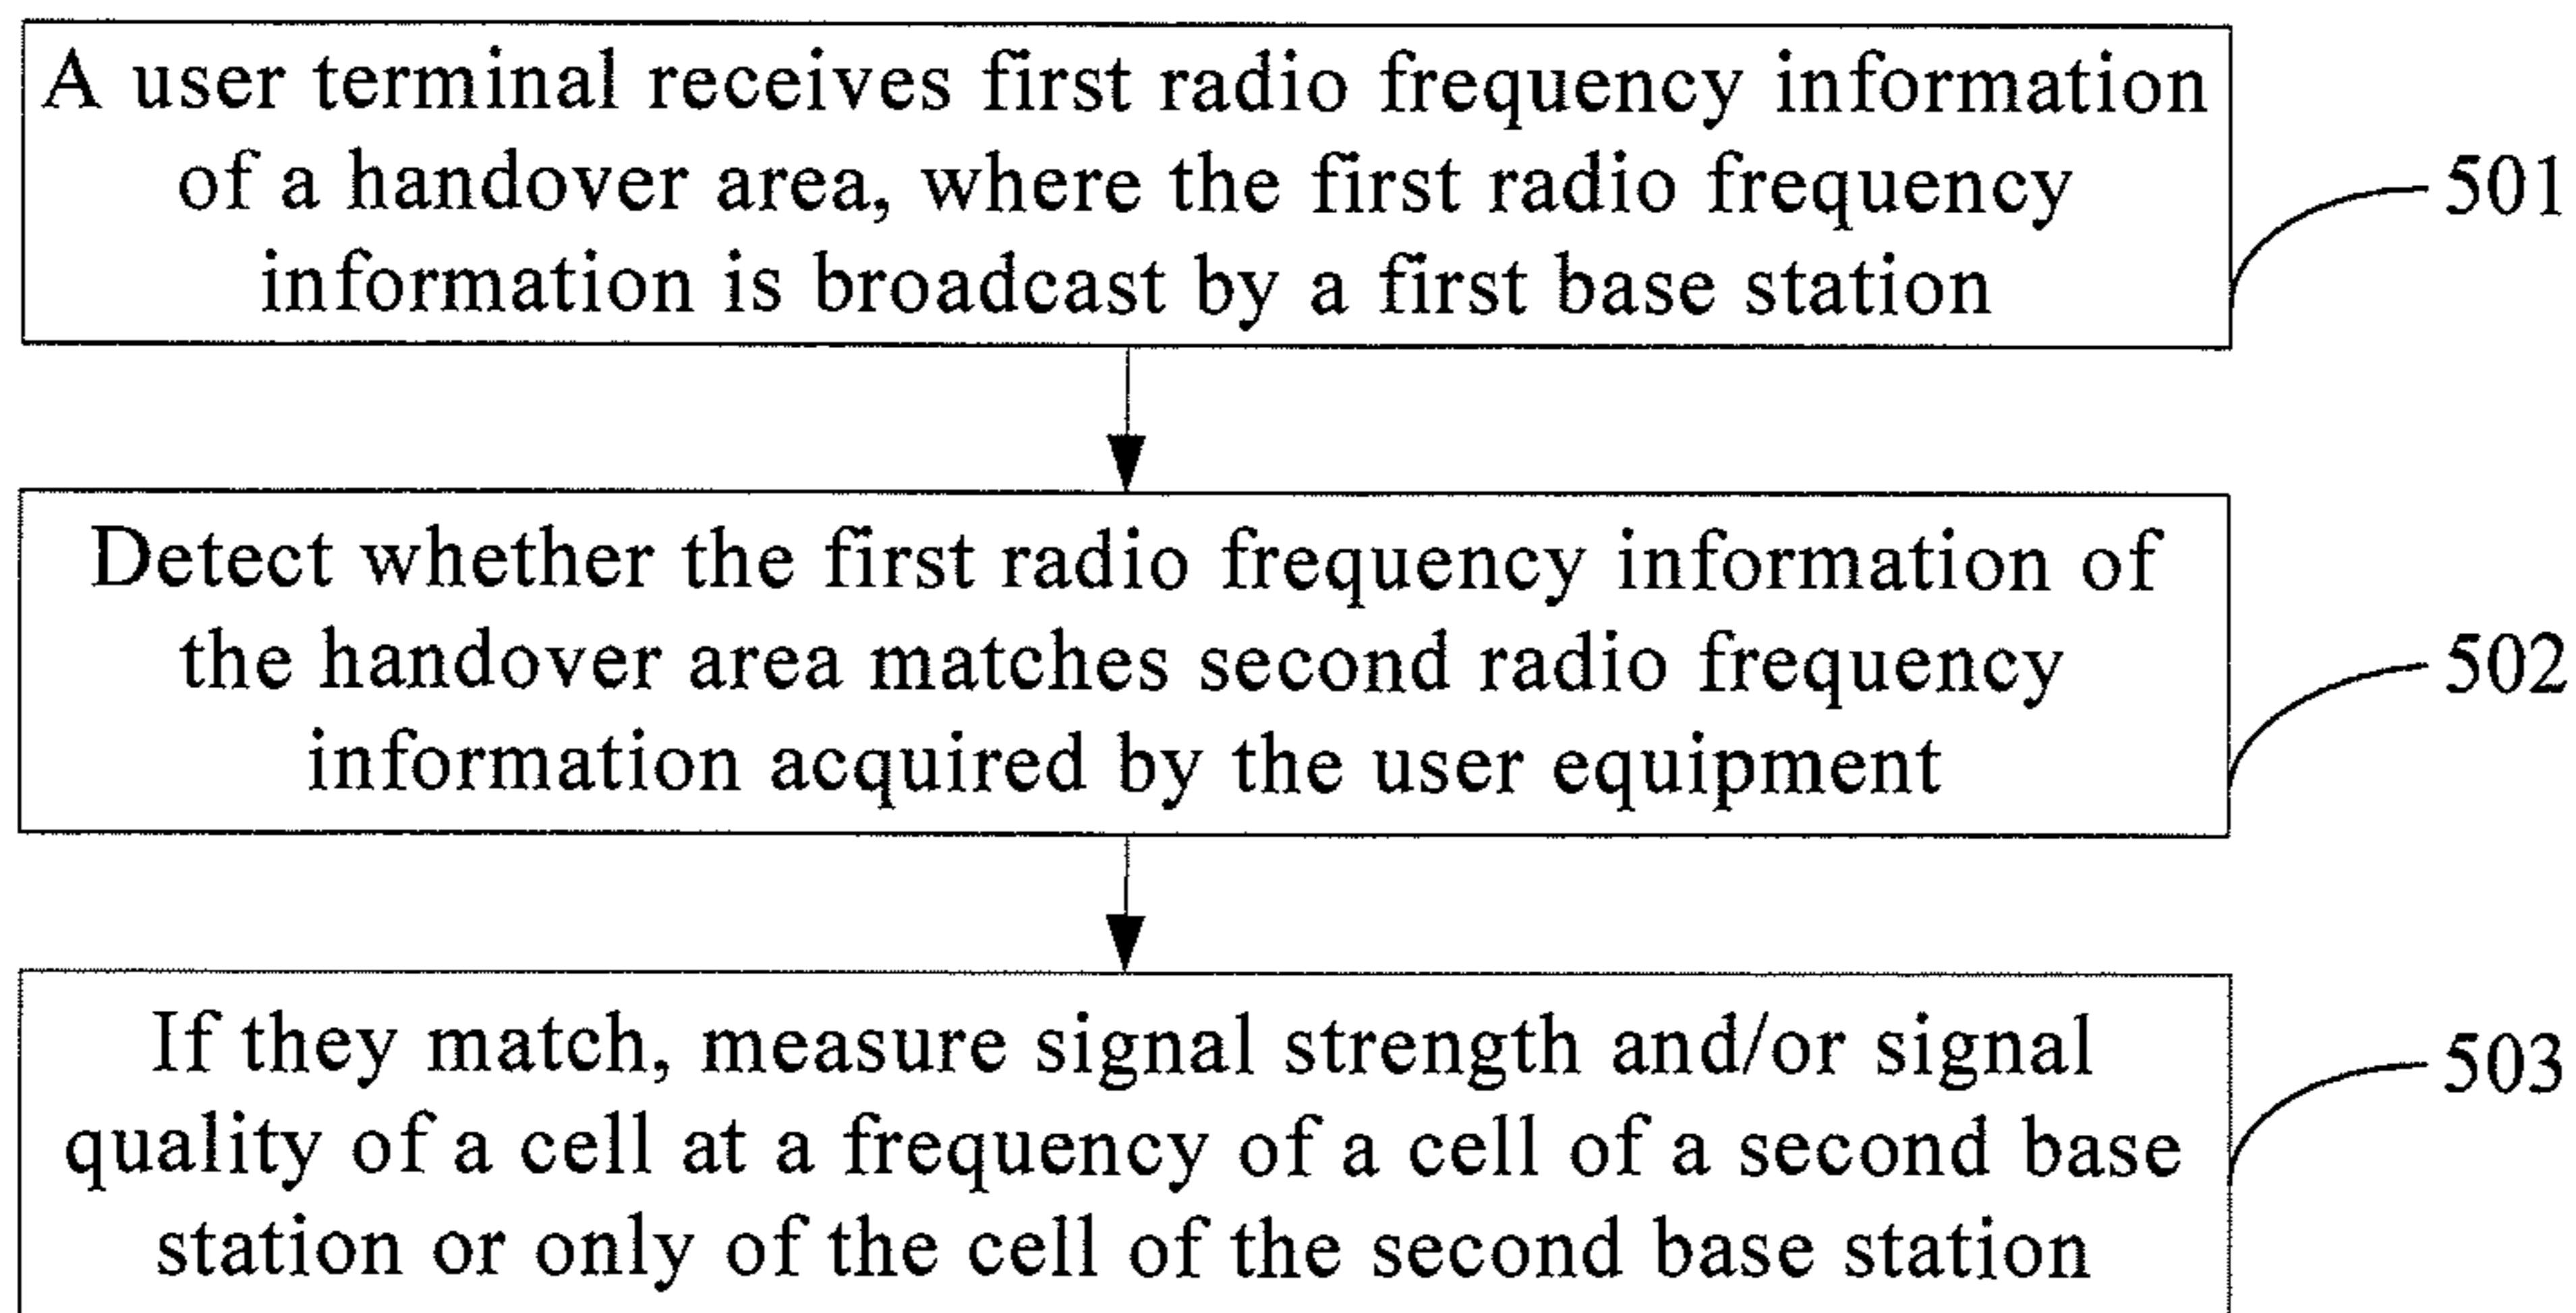 A user terminal receives first radio frequency information
of a handover area, where the first radio frequency
information is broadcast by a first base station
501
Detect whether the first radio frequency information of
the handover area matches second radio frequency
information acquired by the user equipment
502
If they match, measure signal strength and/or signal
quality of a cell at a frequency of a cell of a second base
station or only of the cell of the second base station
503